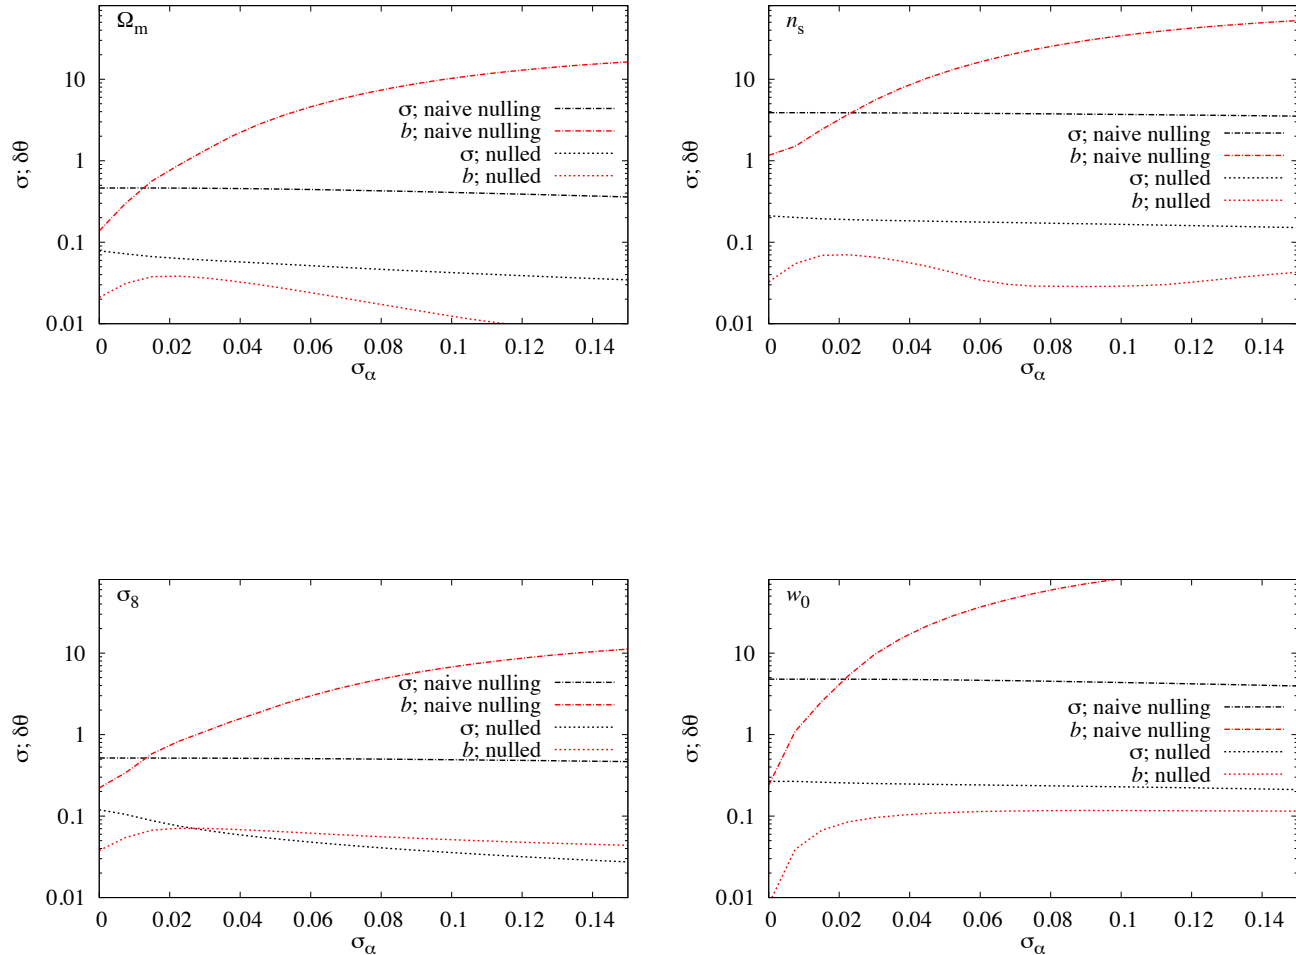 Ωm
10
1
0.1
0.01
σ; δθ
σ; naive nulling
b; naive nulling
σ; nulled
b; nulled
0 0.02 0.04 0.06 0.08 0.1 0.12 0.14
σα
ns
10
1
0.1
0.01
σ; δθ
σ; naive nulling
b; naive nulling
σ; nulled
b; nulled
0 0.02 0.04 0.06 0.08 0.1 0.12 0.14
σα
σ8
10
1
0.1
0.01
σ; δθ
σ; naive nulling
b; naive nulling
σ; nulled
b; nulled
0 0.02 0.04 0.06 0.08 0.1 0.12 0.14
σα
w0
10
1
0.1
0.01
σ; δθ
σ; naive nulling
b; naive nulling
σ; nulled
b; nulled
0 0.02 0.04 0.06 0.08 0.1 0.12 0.14
σα